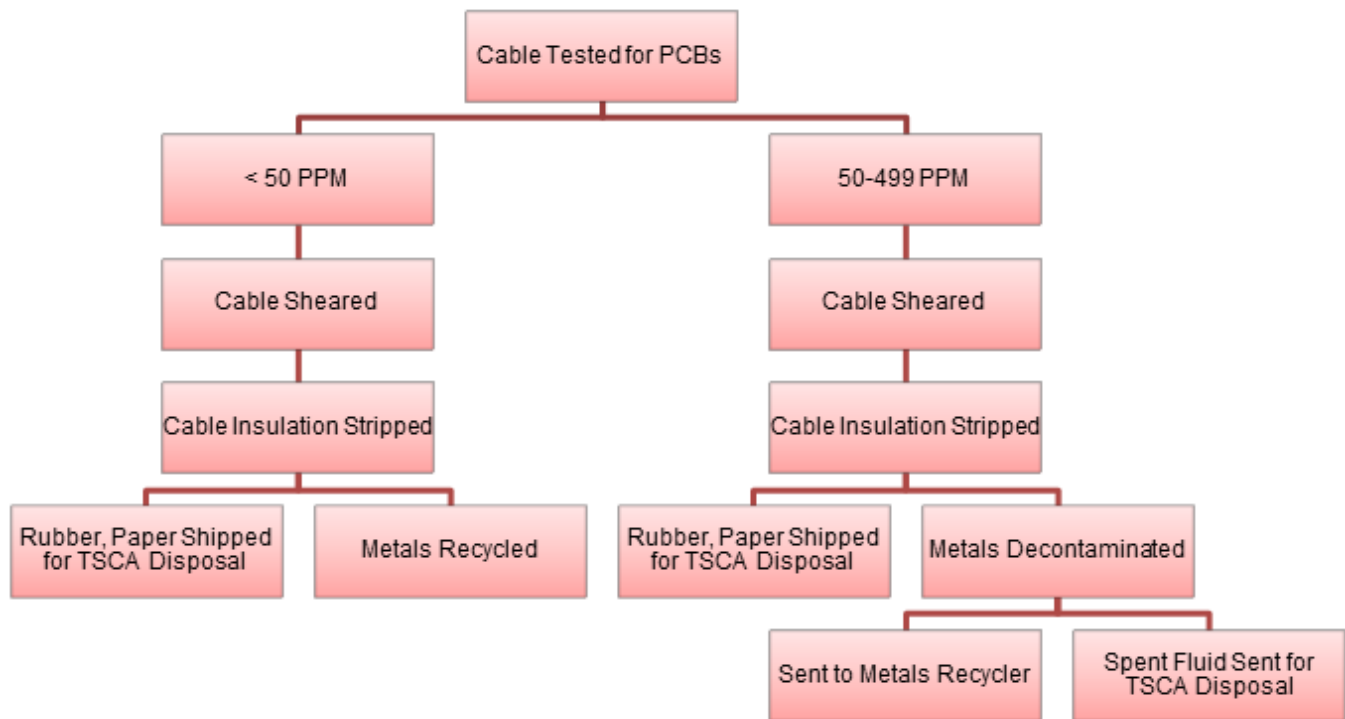 Cable Tested for PCBs
< 50 PPM
50-499 PPM
Cable Sheared
Cable Sheared
Cable Insulation Stripped
Cable Insulation Stripped
Rubber, Paper Shipped
for TSCA Disposal
Metals Recycled
Rubber, Paper Shipped
for TSCA Disposal
Metals Decontaminated
Sent to Metals Recycler
Spent Fluid Sent for
TSCA Disposal